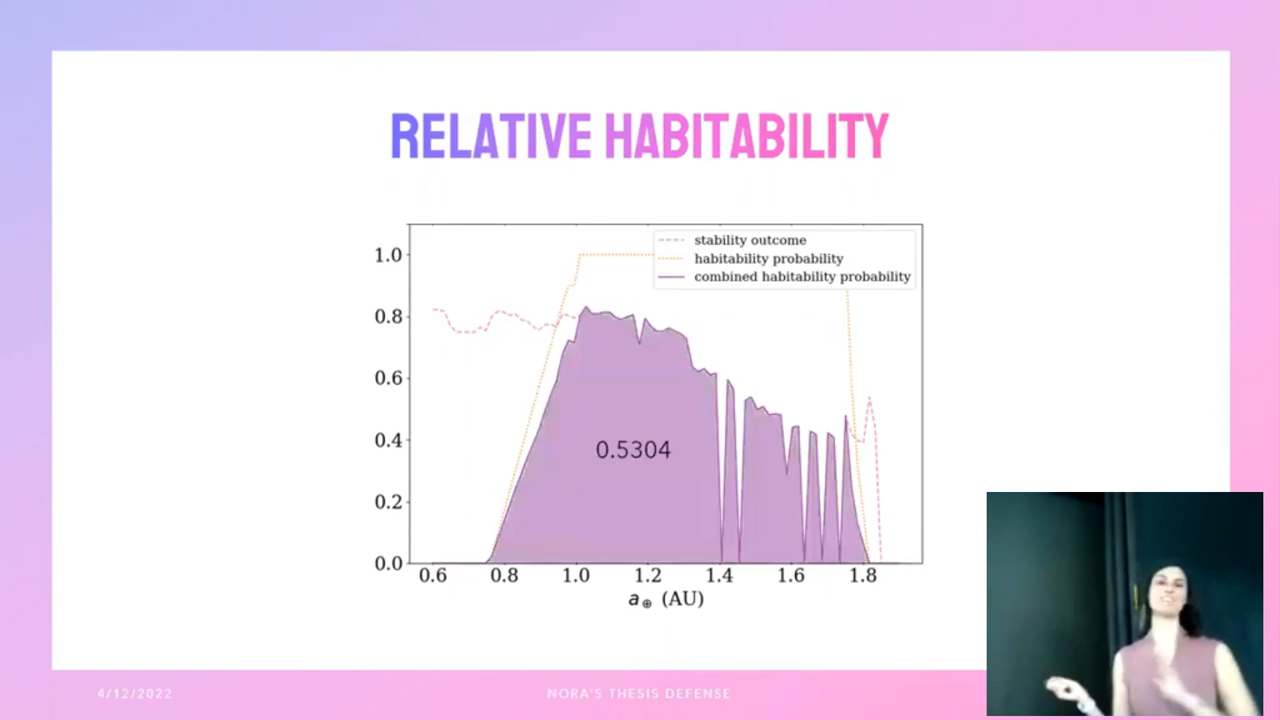 RELATIVE HABITABILITY
stability outcome
habitability probability
combined habitability probability
1.0
0.8
0.6
0.4
0.2
0.0
0.5304
0.6 0.8 1.0 1.2 1.4 1.6 1.8
a⊕ (AU)
4/12/2022 NORA'S THESIS DEFENSE